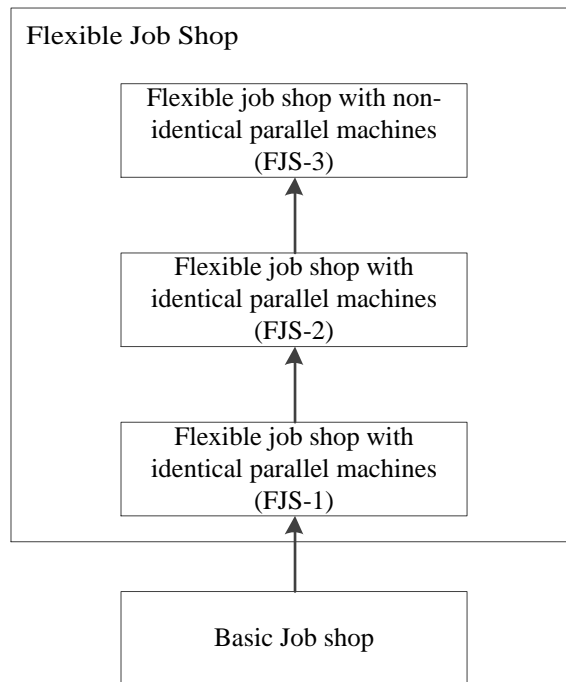 Flexible Job Shop
Flexible job shop with non-
identical parallel machines
(FJS-3)
Flexible job shop with
identical parallel machines
(FJS-2)
Flexible job shop with
identical parallel machines
(FJS-1)
Basic Job shop